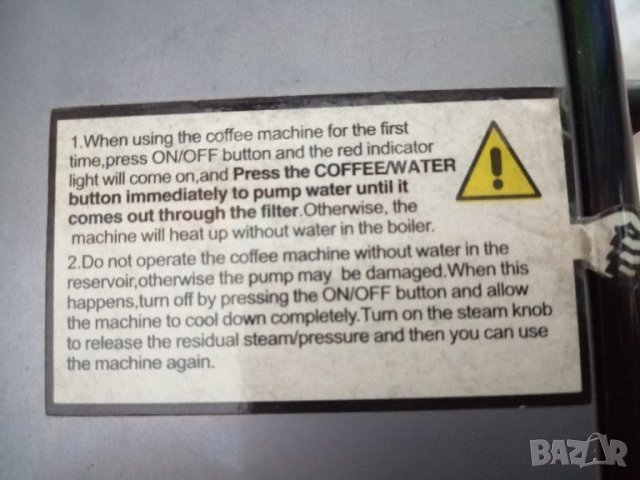 1.When using the coffee machine for the first
time,press ON/OFF button and the red indicator
light will come on,and Press the COFFEE/WATER
button immediately to pump water until it
comes out through the filter.Otherwise, the
machine will heat up without water in the boiler.
2.Do not operate the coffee machine without water in the
reservoir,otherwise the pump may be damaged.When this
happens,turn off by pressing the ON/OFF button and allow
the machine to cool down completely.Turn on the steam knob
to release the residual steam/pressure and then you can use
the machine again.
BAZAR